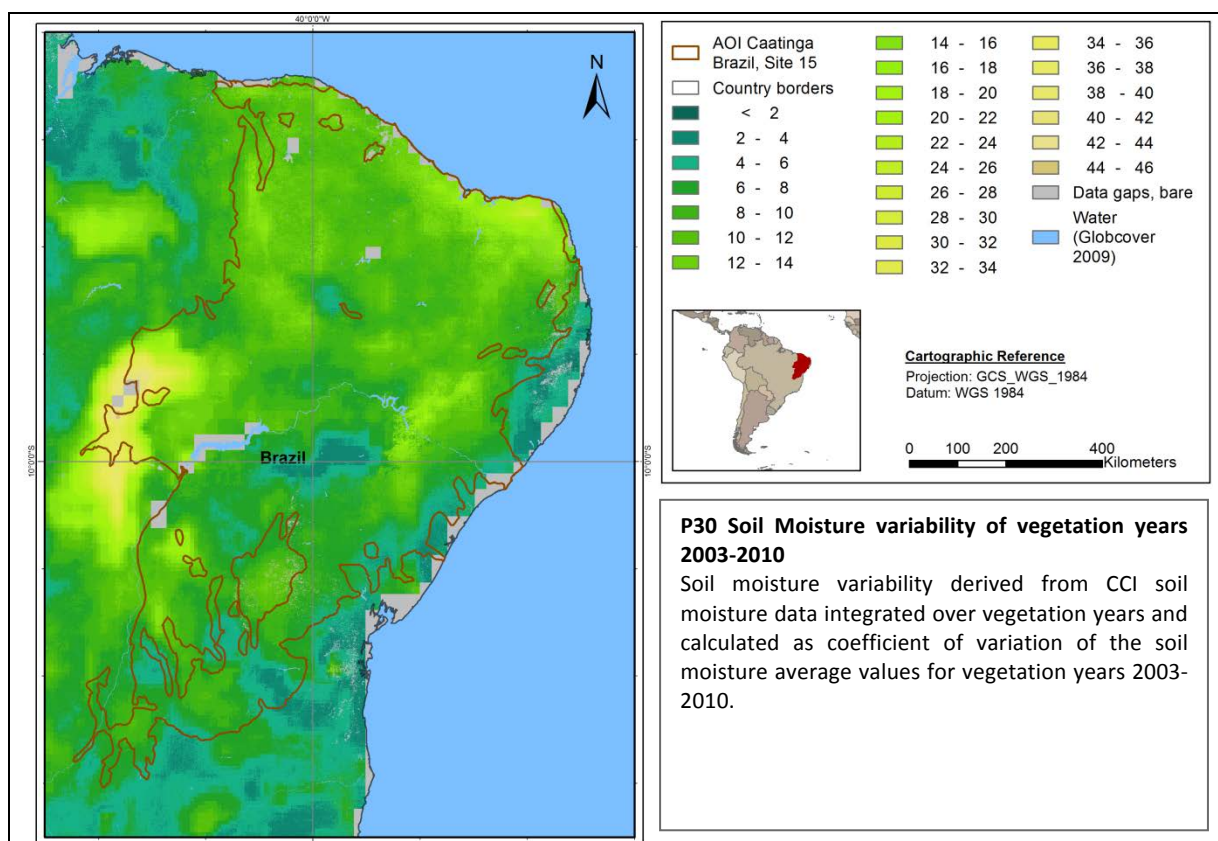 40°0'0"W
N
10°0'0"S
Brazil
10°0'0"S
AOI Caatinga
Brazil, Site 15
Country borders
< 2
2 - 4
4 - 6
6 - 8
8 - 10
10 - 12
12 - 14
14 - 16
16 - 18
18 - 20
20 - 22
22 - 24
24 - 26
26 - 28
28 - 30
30 - 32
32 - 34
34 - 36
36 - 38
38 - 40
40 - 42
42 - 44
44 - 46
Data gaps, bare
Water
(Globcover
2009)
Cartographic Reference
Projection: GCS_WGS_1984
Datum: WGS 1984
0 100 200 400
Kilometers
P30 Soil Moisture variability of vegetation years
2003-2010
Soil moisture variability derived from CCI soil
moisture data integrated over vegetation years and
calculated as coefficient of variation of the soil
moisture average values for vegetation years 2003-
2010.